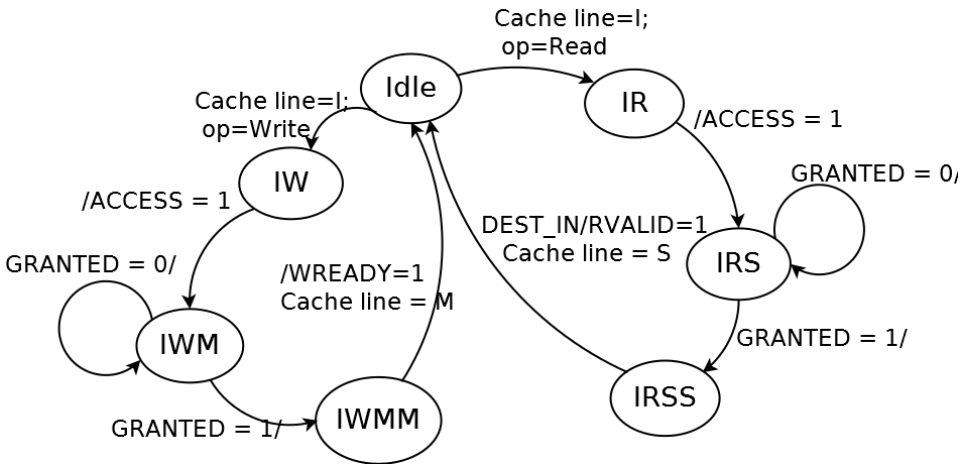 Cache line=I;
op=Read
Idle
IR
Cache line=I;
op=Write
/ACCESS = 1
IW
GRANTED = 0/
/ACCESS = 1
DEST_IN/RVALID=1
Cache line = S
IRS
GRANTED = 0/
/WREADY=1
Cache line = M
IWM
GRANTED = 1/
IRSS
IWMM
GRANTED = 1/